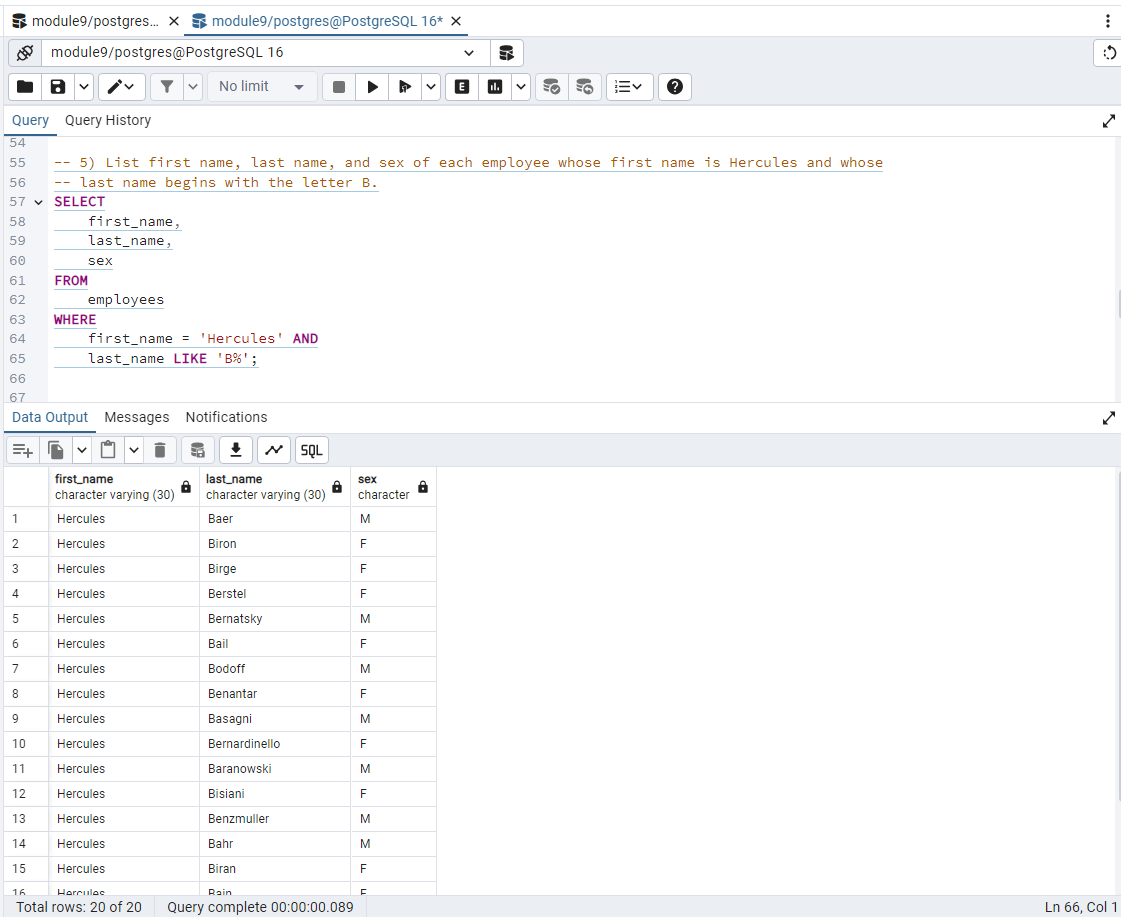 module9/postgres... module9/postgres@PostgreSQL 16*
module9/postgres@PostgreSQL 16
No limit E
Query Query History
54
55 -- 5) List first name, last name, and sex of each employee whose first name is Hercules and whose
56 -- last name begins with the letter B.
57 SELECT
58 first_name,
59 last_name,
60 sex
61 FROM
62 employees
63 WHERE
64 first_name = 'Hercules' AND
65 last_name LIKE 'B%';
66
67
Data Output Messages Notifications
SQL
first_name last_name sex
character varying (30) character varying (30) character
1 Hercules Baer M
2 Hercules Biron F
3 Hercules Birge F
4 Hercules Berstel F
5 Hercules Bernatsky M
6 Hercules Bail F
7 Hercules Bodoff M
8 Hercules Benantar F
9 Hercules Basagni M
10 Hercules Bernardinello F
11 Hercules Baranowski M
12 Hercules Bisiani F
13 Hercules Benzmuller M
14 Hercules Bahr M
15 Hercules Biran F
16 Hercules Bain F
Total rows: 20 of 20 Query complete 00:00:00.089 Ln 66, Col 1